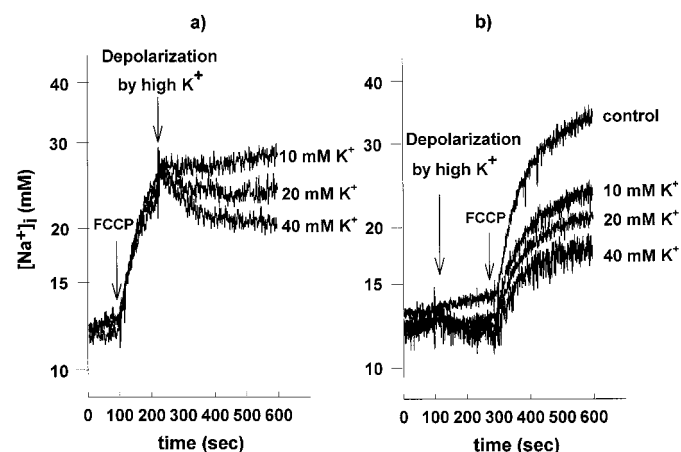 a)
Depolarization
by high K+
40
30
20
15
10
[Na+]i (mM)
FCCP
10 mM K+
20 mM K+
40 mM K+
0 100 200 300 400 500 600
time (sec)
b)
40
30
20
15
10
control
Depolarization
by high K+
FCCP
10 mM K+
20 mM K+
40 mM K+
0 100 200 300 400 500 600
time (sec)